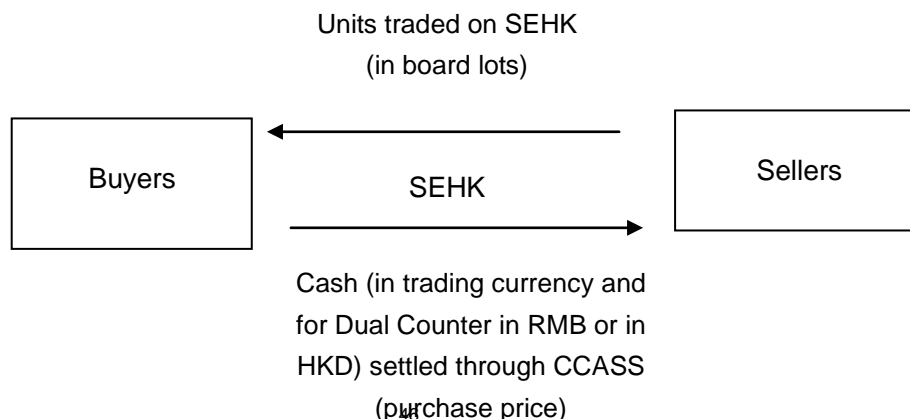 Units traded on SEHK
(in board lots)
Buyers
SEHK
Sellers
Cash (in trading currency and
for Dual Counter in RMB or in
HKD) settled through CCASS
(purchase price)
46